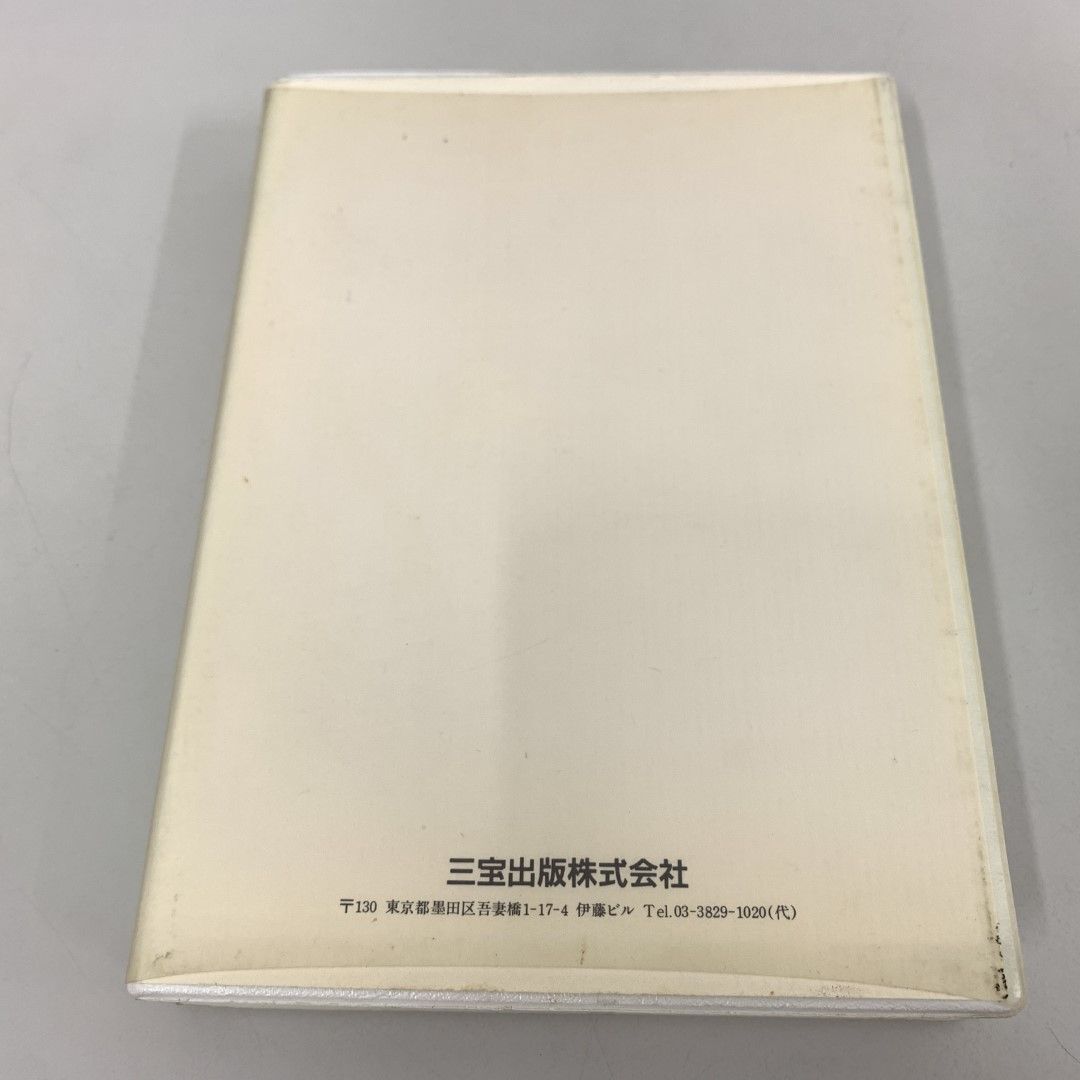 三宝出版株式会社
〒130 東京都墨田区吾妻橋1-17-4 伊藤ビル Tel.03-3829-1020(代)